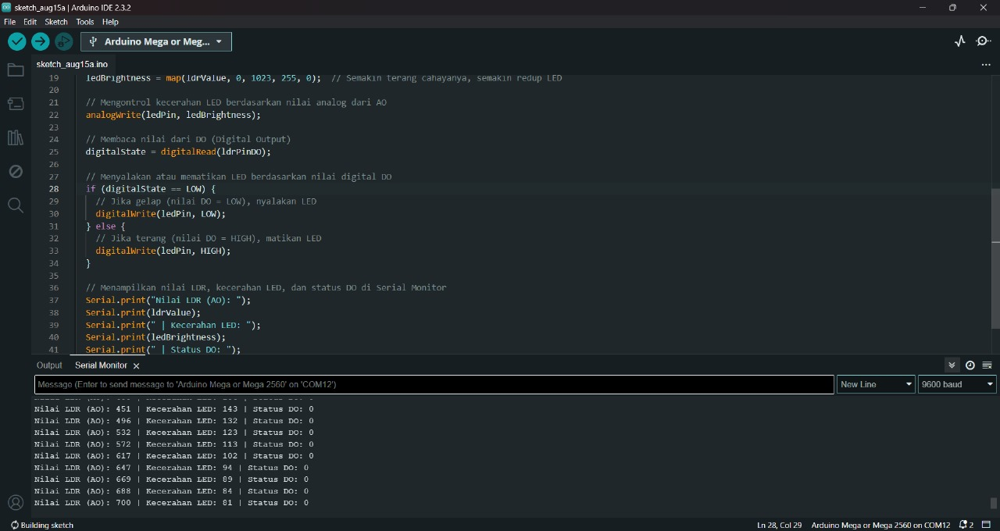 sketch_aug15a | Arduino IDE 2.3.2
File Edit Sketch Tools Help
Arduino Mega or Meg...
sketch_aug15a.ino
19 ledBrightness = map(ldrValue, 0, 1023, 255, 0); // Semakin terang cahayanya, semakin redup LED
20
21 // Mengontrol kecerahan LED berdasarkan nilai analog dari AO
22 analogWrite(ledPin, ledBrightness);
23
24 // Membaca nilai dari DO (Digital Output)
25 digitalState = digitalRead(ldrPinDO);
26
27 // Menyalakan atau mematikan LED berdasarkan nilai digital DO
28 if (digitalState == LOW) {
29 // Jika gelap (nilai DO = LOW), nyalakan LED
30 digitalWrite(ledPin, LOW);
31 } else {
32 // Jika terang (nilai DO = HIGH), matikan LED
33 digitalWrite(ledPin, HIGH);
34 }
35
36 // Menampilkan nilai LDR, kecerahan LED, dan status DO di Serial Monitor
37 Serial.print("Nilai LDR (AO): ");
38 Serial.print(ldrValue);
39 Serial.print(" | Kecerahan LED: ");
40 Serial.print(ledBrightness);
41 Serial.print(" | Status DO: ");
Output Serial Monitor
Message (Enter to send message to 'Arduino Mega or Mega 2560' on 'COM12') New Line 9600 baud
Nilai LDR (AO): 451 | Kecerahan LED: 143 | Status DO: 0
Nilai LDR (AO): 496 | Kecerahan LED: 132 | Status DO: 0
Nilai LDR (AO): 532 | Kecerahan LED: 123 | Status DO: 0
Nilai LDR (AO): 572 | Kecerahan LED: 113 | Status DO: 0
Nilai LDR (AO): 617 | Kecerahan LED: 102 | Status DO: 0
Nilai LDR (AO): 647 | Kecerahan LED: 94 | Status DO: 0
Nilai LDR (AO): 669 | Kecerahan LED: 89 | Status DO: 0
Nilai LDR (AO): 688 | Kecerahan LED: 84 | Status DO: 0
Nilai LDR (AO): 700 | Kecerahan LED: 81 | Status DO: 0
Building sketch Ln 28, Col 29 Arduino Mega or Mega 2560 on COM12 2